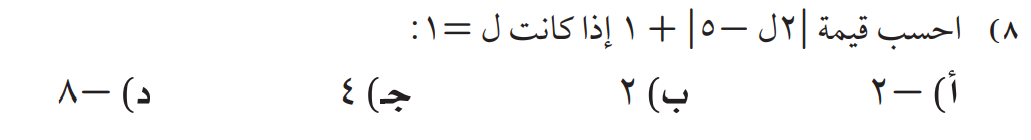 ٨) احسب قيمة |٢ل − ٥| + ١ إذا كانت ل = ١:
أ) −٢ ب) ٢ جـ) ٤ د) −٨